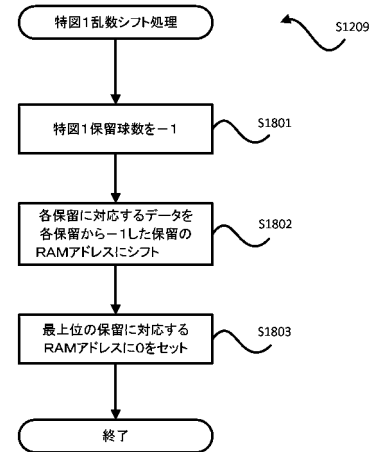 特図1乱数シフト処理
S1209
特図1保留球数を－1
S1801
各保留に対応するデータを
各保留から－1した保留の
RAMアドレスにシフト
S1802
最上位の保留に対応する
RAMアドレスに0をセット
S1803
終了